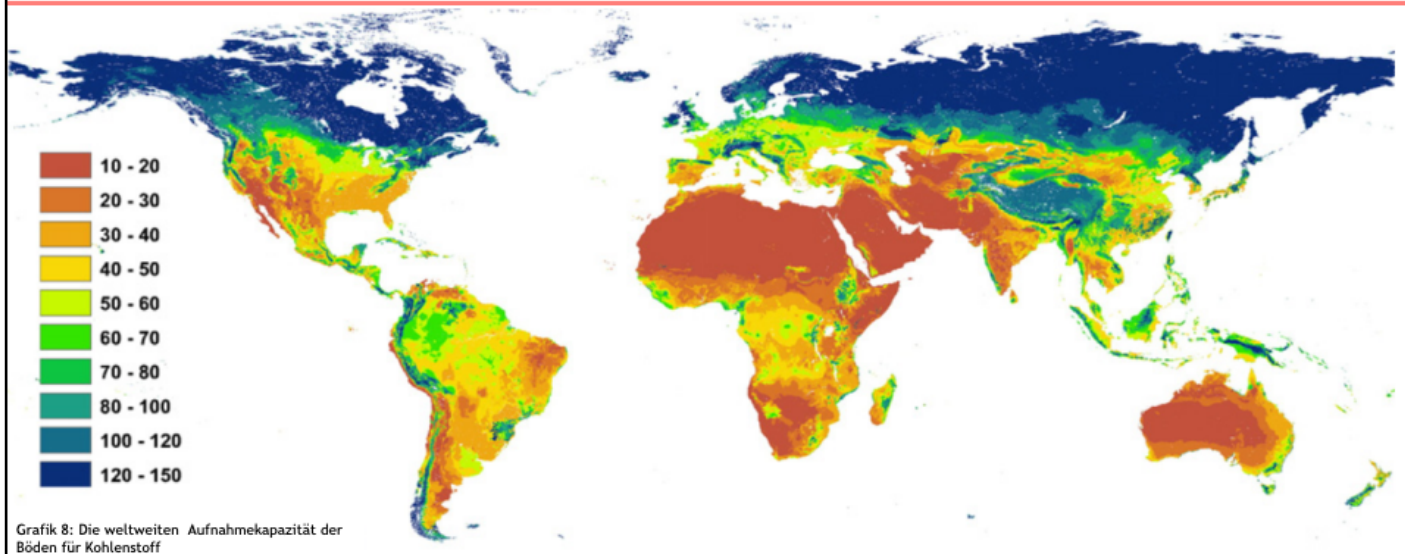 10 - 20
20 - 30
30 - 40
40 - 50
50 - 60
60 - 70
70 - 80
80 - 100
100 - 120
120 - 150
Grafik 8: Die weltweiten Aufnahmekapazität der
Böden für Kohlenstoff